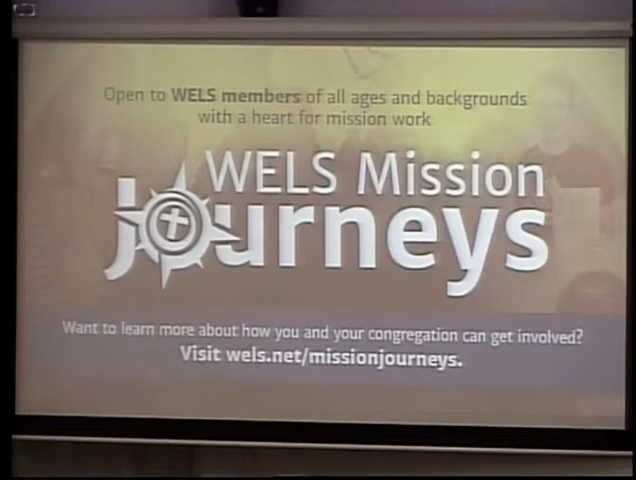 Open to WELS members of all ages and backgrounds
with a heart for mission work
WELS Mission
Journeys
Want to learn more about how you and your congregation can get involved?
Visit wels.net/missionjourneys.